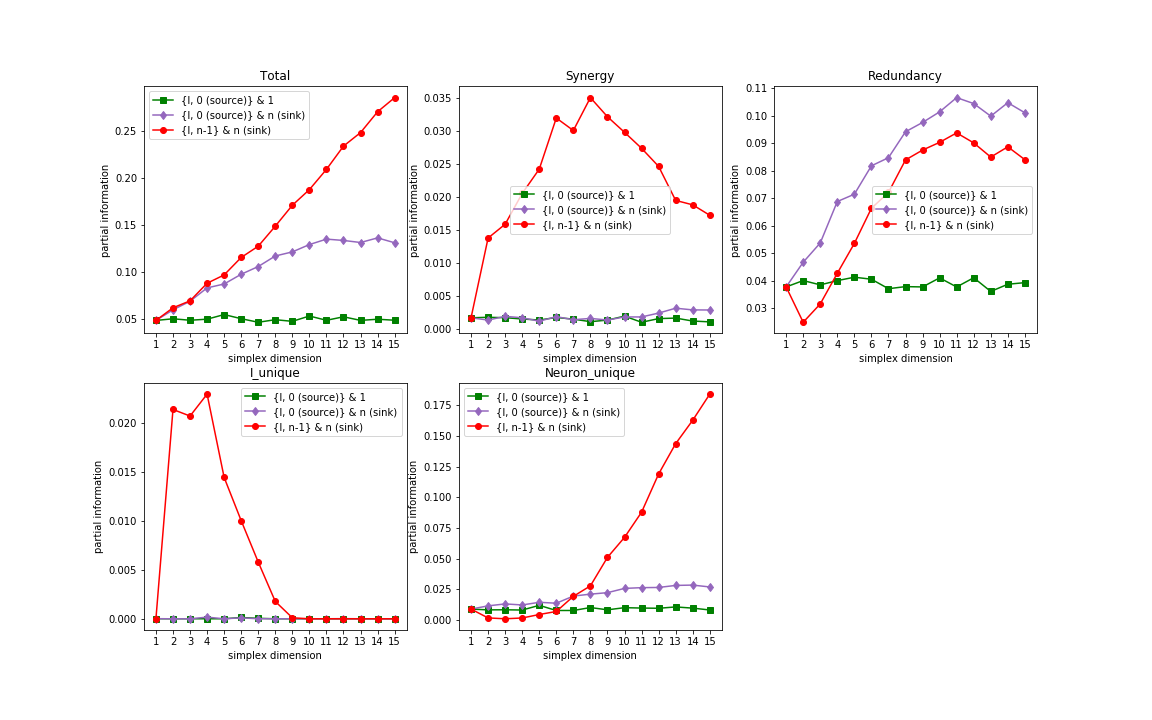 Total
partial information
0.25
0.20
0.15
0.10
0.05
{I, 0 (source)} & 1
{I, 0 (source)} & n (sink)
{I, n-1} & n (sink)
1 2 3 4 5 6 7 8 9 10 11 12 13 14 15
simplex dimension
Synergy
partial information
0.035
0.030
0.025
0.020
0.015
0.010
0.005
0.000
{I, 0 (source)} & 1
{I, 0 (source)} & n (sink)
{I, n-1} & n (sink)
1 2 3 4 5 6 7 8 9 10 11 12 13 14 15
simplex dimension
Redundancy
partial information
0.11
0.10
0.09
0.08
0.07
0.06
0.05
0.04
0.03
{I, 0 (source)} & 1
{I, 0 (source)} & n (sink)
{I, n-1} & n (sink)
1 2 3 4 5 6 7 8 9 10 11 12 13 14 15
simplex dimension
I_unique
partial information
0.020
0.015
0.010
0.005
0.000
{I, 0 (source)} & 1
{I, 0 (source)} & n (sink)
{I, n-1} & n (sink)
1 2 3 4 5 6 7 8 9 10 11 12 13 14 15
simplex dimension
Neuron_unique
partial information
0.175
0.150
0.125
0.100
0.075
0.050
0.025
0.000
{I, 0 (source)} & 1
{I, 0 (source)} & n (sink)
{I, n-1} & n (sink)
1 2 3 4 5 6 7 8 9 10 11 12 13 14 15
simplex dimension